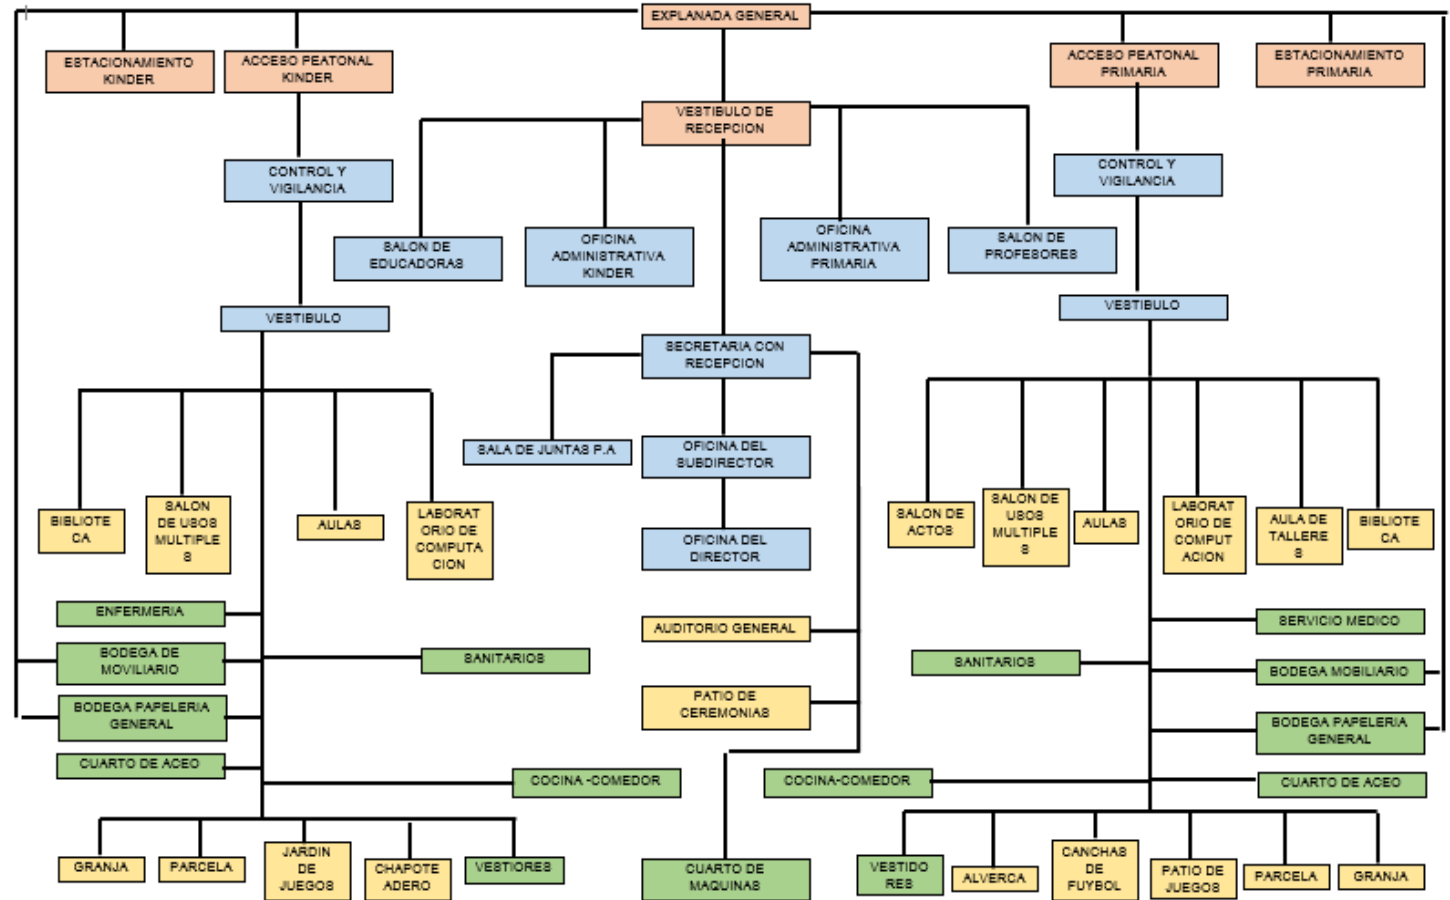 EXPLANADA GENERAL
ESTACIONAMIENTO
KINDER
ACCESO PEATONAL
KINDER
ACCESO PEATONAL
PRIMARIA
ESTACIONAMIENTO
PRIMARIA
VESTIBULO DE
RECEPCION
CONTROL Y
VIGILANCIA
CONTROL Y
VIGILANCIA
SALON DE
EDUCADORAS
OFICINA
ADMINISTRATIVA
KINDER
OFICINA
ADMINISTRATIVA
PRIMARIA
SALON DE
PROFESORES
VESTIBULO
VESTIBULO
SECRETARIA CON
RECEPCION
SALA DE JUNTAS P.A
OFICINA DEL
SUBDIRECTOR
OFICINA DEL
DIRECTOR
BIBLIOTE
CA
SALON
DE USOS
MULTIPLE
S
AULAS
LABORAT
ORIO DE
COMPUTA
CION
SALON DE
ACTOS
SALON DE
USOS
MULTIPLE
S
AULAS
LABORAT
ORIO DE
COMPUT
ACION
AULA DE
TALLERE
S
BIBLIOTE
CA
ENFERMERIA
BODEGA DE
MOVILIARIO
BODEGA PAPELERIA
GENERAL
CUARTO DE ACEO
SANITARIOS
COCINA -COMEDOR
AUDITORIO GENERAL
PATIO DE
CEREMONIAS
SANITARIOS
COCINA-COMEDOR
SERVICIO MEDICO
BODEGA MOBILIARIO
BODEGA PAPELERIA
GENERAL
CUARTO DE ACEO
GRANJA
PARCELA
JARDIN
DE
JUEGOS
CHAPOTE
ADERO
VESTIORES
CUARTO DE
MAQUINAS
VESTIDO
RES
ALVERCA
CANCHAS
DE
FUYBOL
PATIO DE
JUEGOS
PARCELA
GRANJA